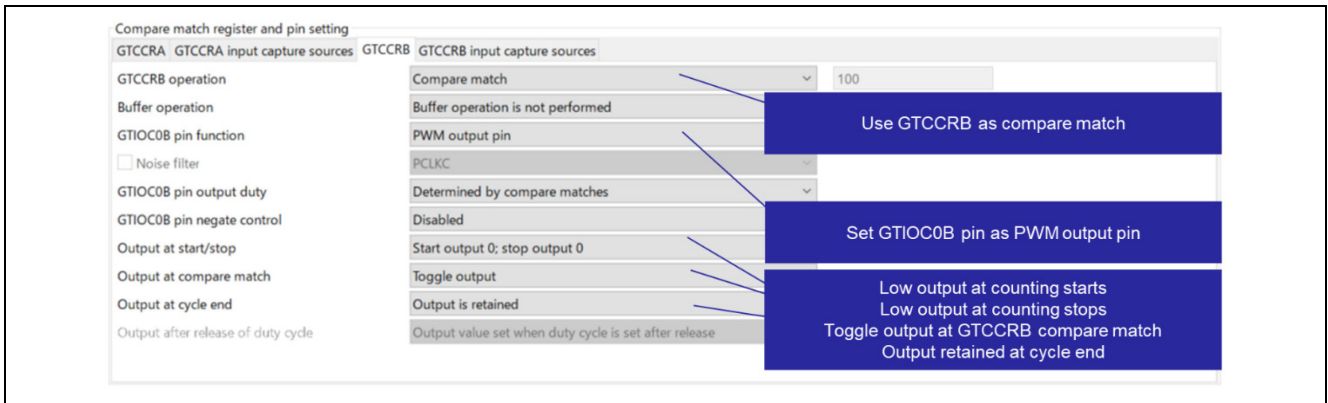 Compare match register and pin setting
GTCCRA GTCCRA input capture sources GTCCRB GTCCRB input capture sources
GTCCRB operation Compare match 100
Buffer operation Buffer operation is not performed
Use GTCCRB as compare match
GTIOC0B pin function PWM output pin
Noise filter PCLKC
GTIOC0B pin output duty Determined by compare matches
GTIOC0B pin negate control Disabled
Set GTIOC0B pin as PWM output pin
Output at start/stop Start output 0; stop output 0
Output at compare match Toggle output
Low output at counting starts
Low output at counting stops
Output at cycle end Output is retained
Toggle output at GTCCRB compare match
Output after release of duty cycle Output value set when duty cycle is set after release
Output retained at cycle end